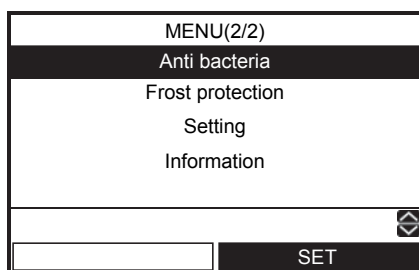 MENU(2/2)
Anti bacteria
Frost protection
Setting
Information
SET